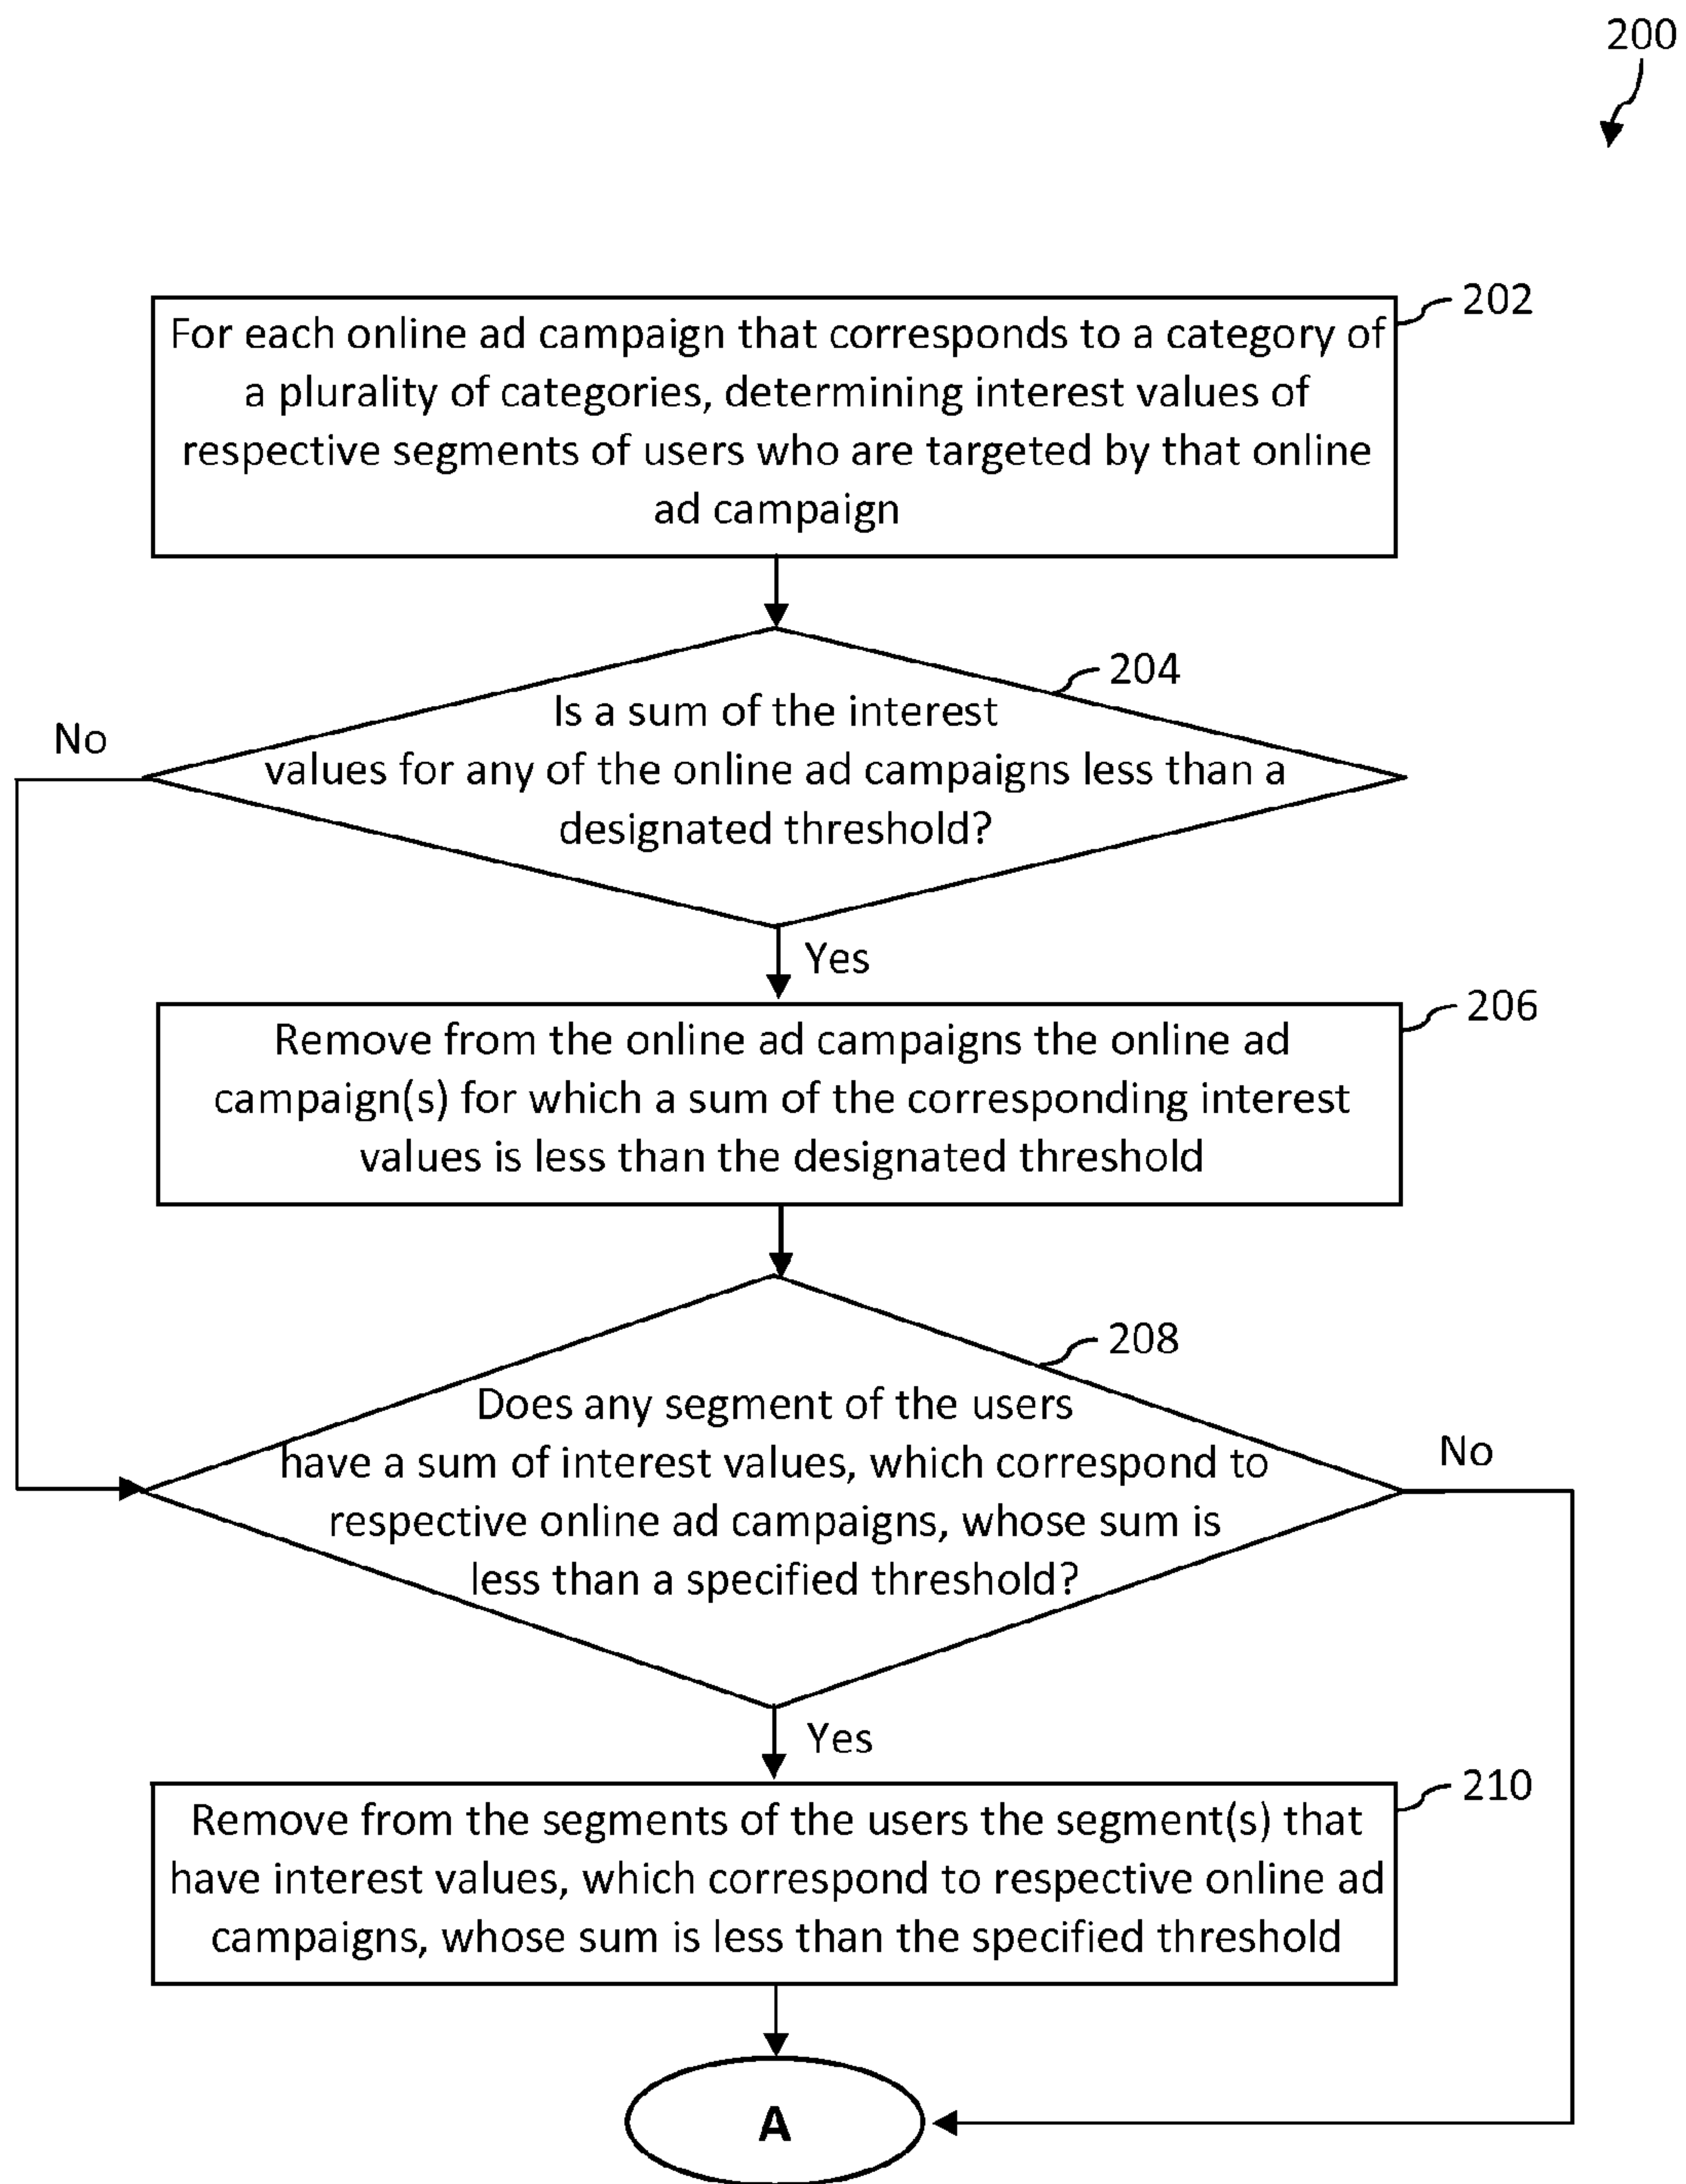 200
202
For each online ad campaign that corresponds to a category of
a plurality of categories, determining interest values of
respective segments of users who are targeted by that online
ad campaign
204
Is a sum of the interest
values for any of the online ad campaigns less than a
designated threshold?
No
Yes
206
Remove from the online ad campaigns the online ad
campaign(s) for which a sum of the corresponding interest
values is less than the designated threshold
208
Does any segment of the users
have a sum of interest values, which correspond to
respective online ad campaigns, whose sum is
less than a specified threshold?
No
Yes
210
Remove from the segments of the users the segment(s) that
have interest values, which correspond to respective online ad
campaigns, whose sum is less than the specified threshold
A